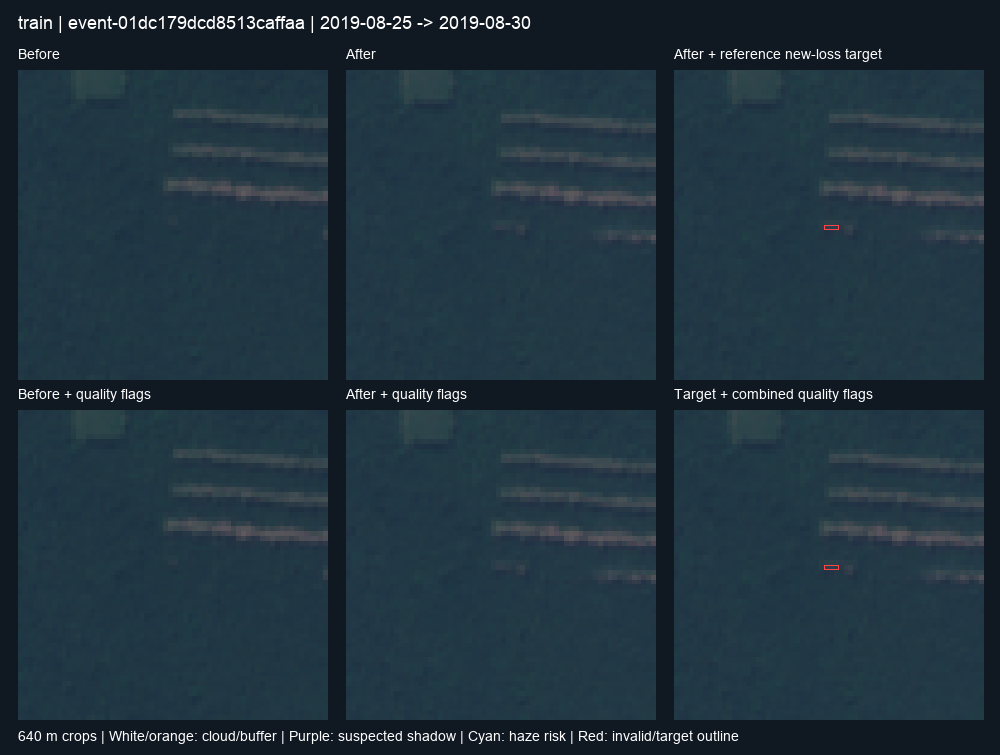 train | event-01dc179dcd8513caffaa | 2019-08-25 -> 2019-08-30
Before
After
After + reference new-loss target
Before + quality flags
After + quality flags
Target + combined quality flags
640 m crops | White/orange: cloud/buffer | Purple: suspected shadow | Cyan: haze risk | Red: invalid/target outline